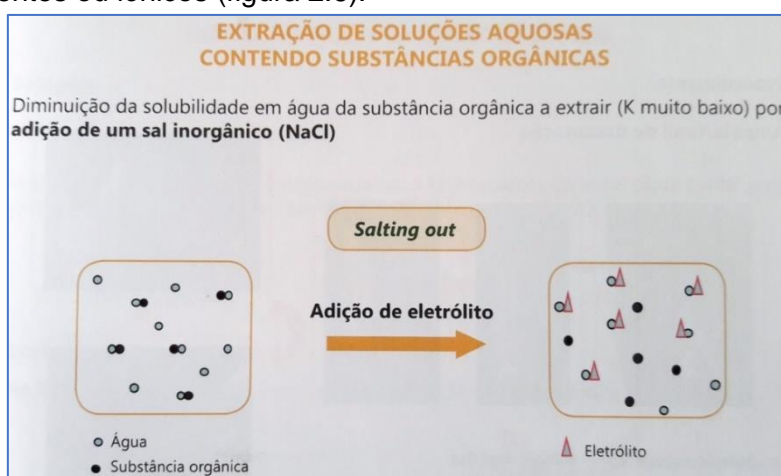 EXTRAÇÃO DE SOLUÇÕES AQUOSAS
CONTENDO SUBSTÂNCIAS ORGÂNICAS
Diminuição da solubilidade em água da substância orgânica a extrair (K muito baixo) por
adição de um sal inorgânico (NaCl)
Salting out
Adição de eletrólito
Água
Substância orgânica
Eletrólito